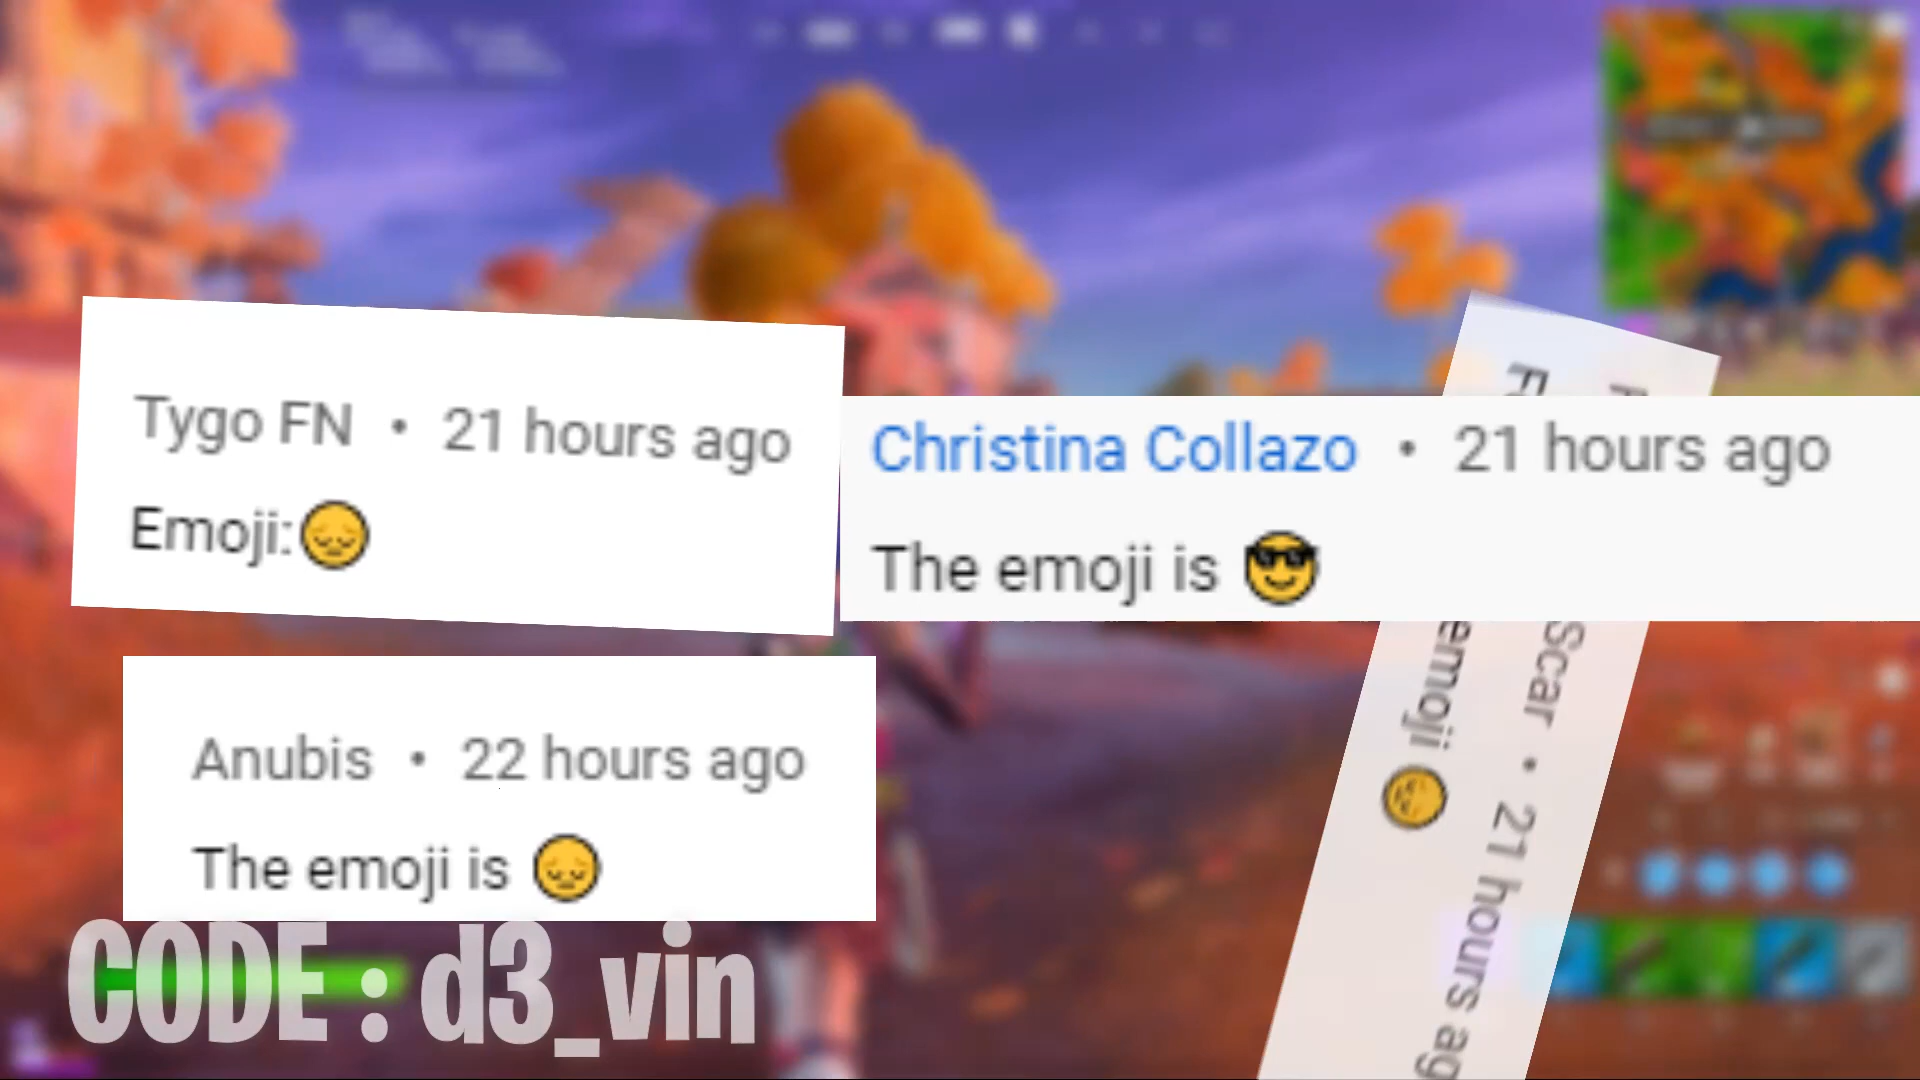 Tygo FN • 21 hours ago
Emoji:😔
Christina Collazo • 21 hours ago
The emoji is 😎
Scar • 21 hours ag
emoji 😔
Anubis • 22 hours ago
The emoji is 😔
CODE : d3_vin